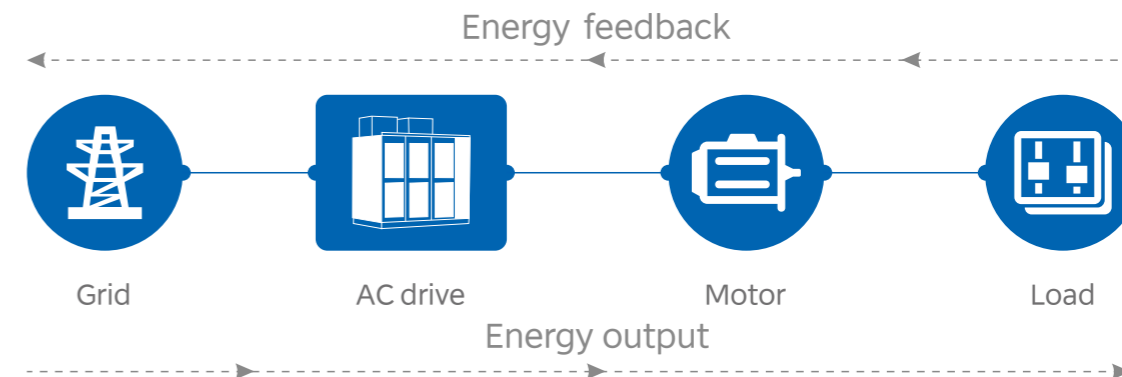 Energy feedback
Grid
AC drive
Motor
Load
Energy output